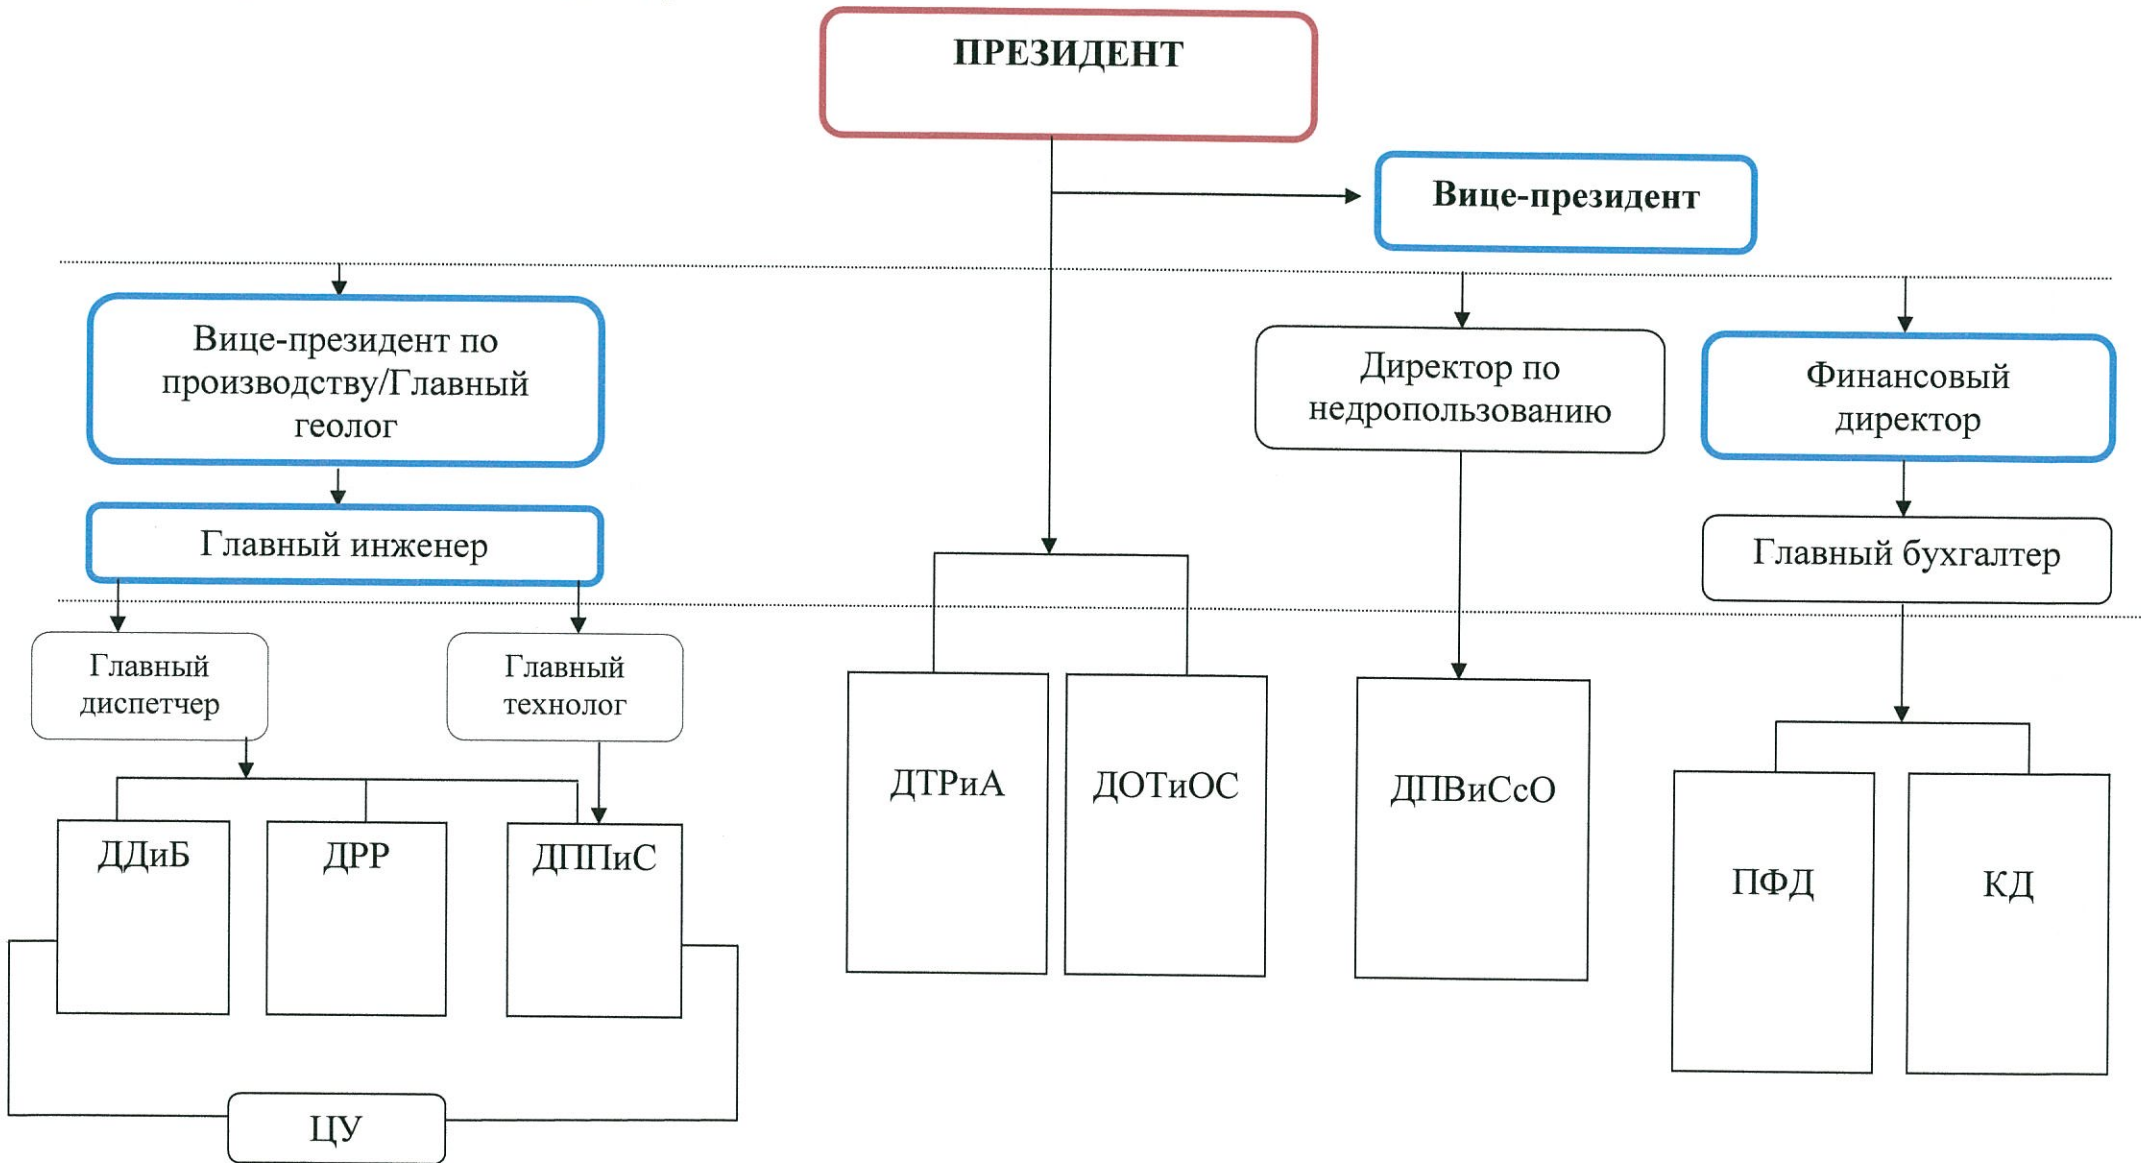 ПРЕЗИДЕНТ
Вице-президент
Вице-президент по
производству/Главный
геолог
Директор по
недропользованию
Финансовый
директор
Главный инженер
Главный бухгалтер
Главный
диспетчер
Главный
технолог
ДТРиА
ДОТиОС
ДПВиСсО
ДДиБ
ДРР
ДППиС
ПФД
КД
ЦУ